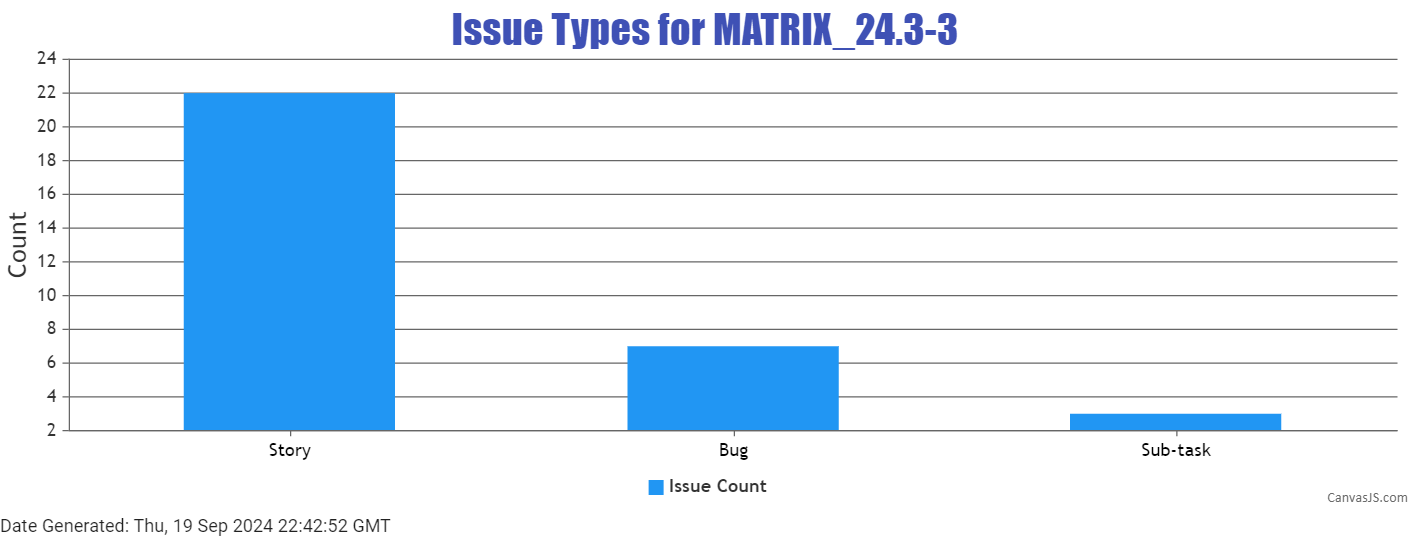 Issue Types for MATRIX_24.3-3
24
22
20
18
16
14
12
10
8
6
4
2
Count
Story
Bug
Sub-task
Issue Count
CanvasJS.com
Date Generated: Thu, 19 Sep 2024 22:42:52 GMT